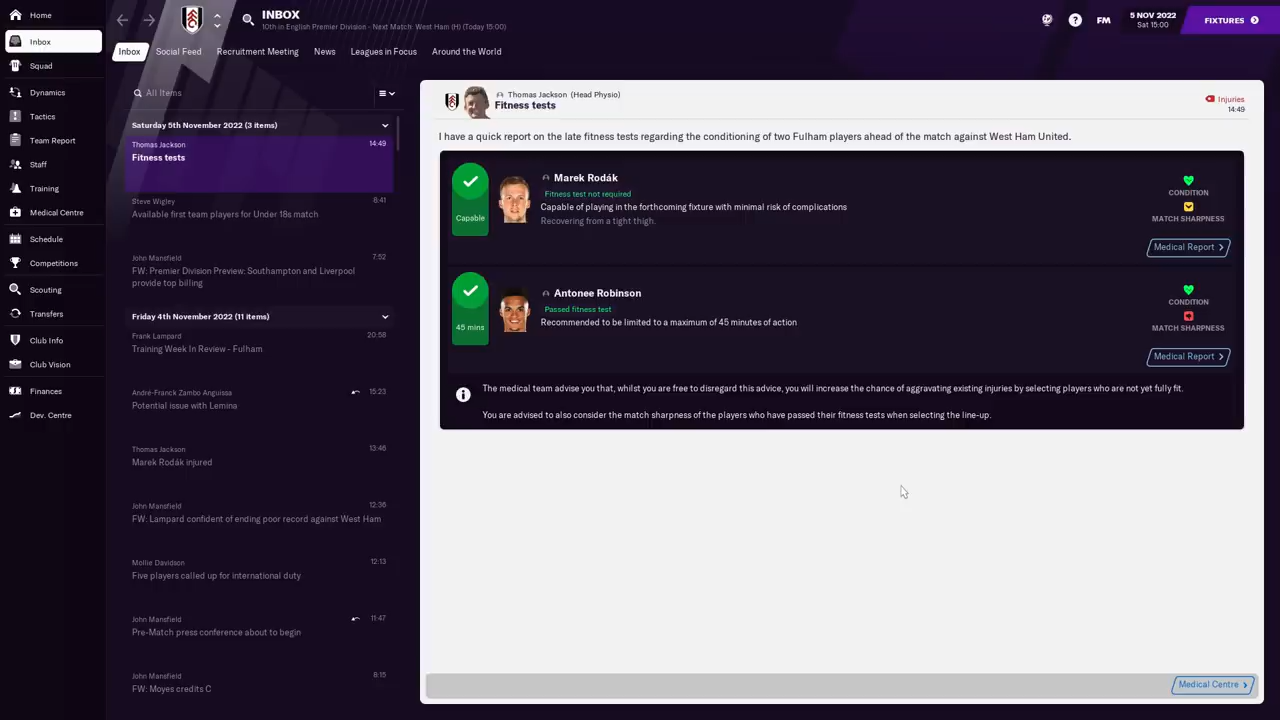 Home
Inbox
Squad
Dynamics
Tactics
Team Report
Staff
Training
Medical Centre
Schedule
Competitions
Scouting
Transfers
Club Info
Club Vision
Finances
Dev. Centre
INBOX
10th in English Premier Division - Next Match: West Ham (H) (Today 15:00)
FM
5 NOV 2022
Sat 15:00
FIXTURES
Inbox
Social Feed
Recruitment Meeting
News
Leagues in Focus
Around the World
All Items
Saturday 5th November 2022 (3 items)
Thomas Jackson 14:49
Fitness tests
Steve Wigley 8:41
Available first team players for Under 18s match
John Mansfield 7:52
FW: Premier Division Preview: Southampton and Liverpool
provide top billing
Friday 4th November 2022 (11 items)
Frank Lampard 20:58
Training Week In Review - Fulham
André-Franck Zambo Anguissa 15:23
Potential issue with Lemina
Thomas Jackson 13:48
Marek Rodák injured
John Mansfield 12:36
FW: Lampard confident of ending poor record against West Ham
Mollie Davidson 12:13
Five players called up for international duty
John Mansfield 11:47
Pre-Match press conference about to begin
John Mansfield 8:15
FW: Moyes credits C
Thomas Jackson (Head Physio)
Fitness tests
Injuries
14:49
I have a quick report on the late fitness tests regarding the conditioning of two Fulham players ahead of the match against West Ham United.
Capable
Marek Rodák
Fitness test not required
Capable of playing in the forthcoming fixture with minimal risk of complications
Recovering from a tight thigh.
CONDITION
MATCH SHARPNESS
Medical Report
45 mins
Antonee Robinson
Passed fitness test
Recommended to be limited to a maximum of 45 minutes of action
CONDITION
MATCH SHARPNESS
Medical Report
The medical team advise you that, whilst you are free to disregard this advice, you will increase the chance of aggravating existing injuries by selecting players who are not yet fully fit.
You are advised to also consider the match sharpness of the players who have passed their fitness tests when selecting the line-up.
Medical Centre